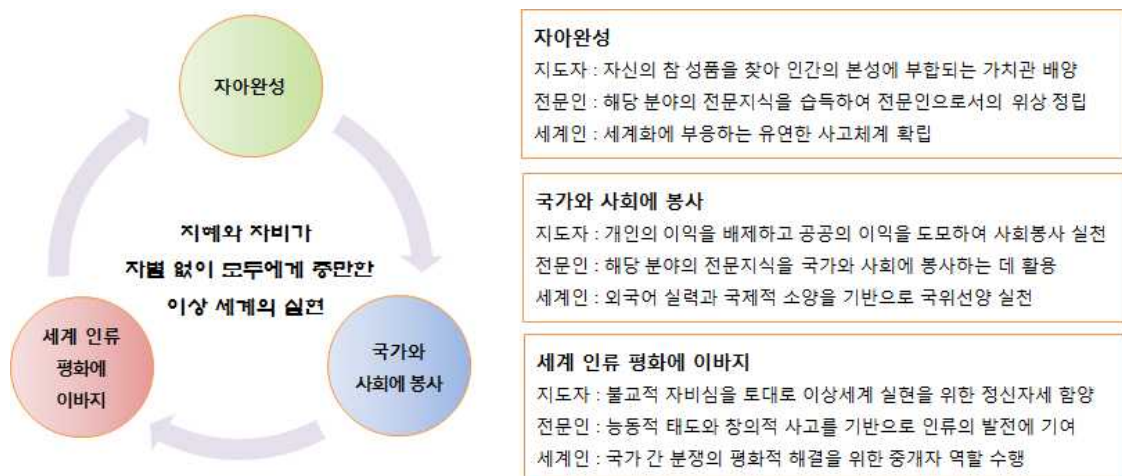 자아완성
지혜와 자비가
차별 없이 모두에게 충만한
이상 세계의 실현
세계 인류
평화에
이바지
국가와
사회에 봉사
자아완성
지도자 : 자신의 참 성품을 찾아 인간의 본성에 부합되는 가치관 배양
전문인 : 해당 분야의 전문지식을 습득하여 전문인으로서의 위상 정립
세계인 : 세계화에 부응하는 유연한 사고체계 확립
국가와 사회에 봉사
지도자 : 개인의 이익을 배제하고 공공의 이익을 도모하여 사회봉사 실천
전문인 : 해당 분야의 전문지식을 국가와 사회에 봉사하는 데 활용
세계인 : 외국어 실력과 국제적 소양을 기반으로 국위선양 실천
세계 인류 평화에 이바지
지도자 : 불교적 자비심을 토대로 이상세계 실현을 위한 정신자세 함양
전문인 : 능동적 태도와 창의적 사고를 기반으로 인류의 발전에 기여
세계인 : 국가 간 분쟁의 평화적 해결을 위한 중개자 역할 수행